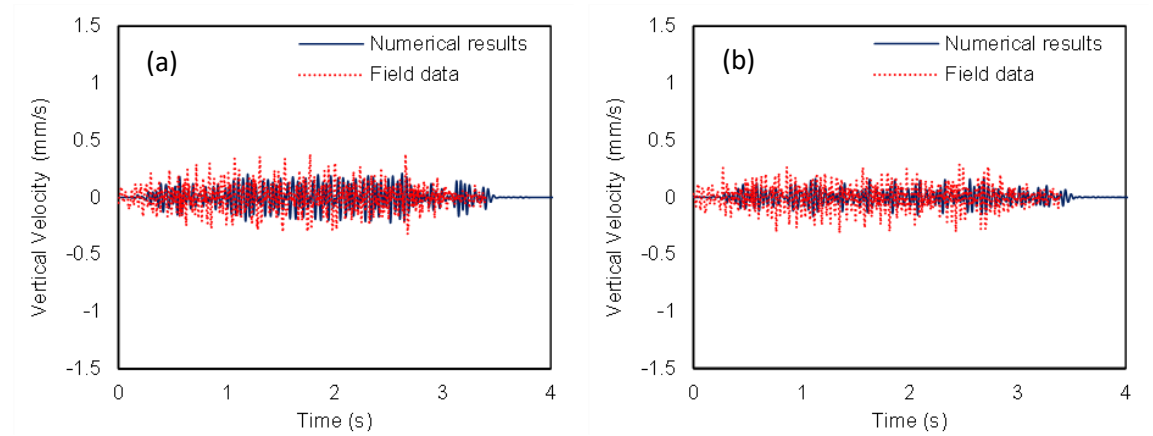 1.5
(a)
Numerical results
Field data
1
0.5
0
-0.5
-1
-1.5
Vertical Velocity (mm/s)
0 1 2 3 4
Time (s)
1.5
(b)
Numerical results
Field data
1
0.5
0
-0.5
-1
-1.5
Vertical Velocity (mm/s)
0 1 2 3 4
Time (s)